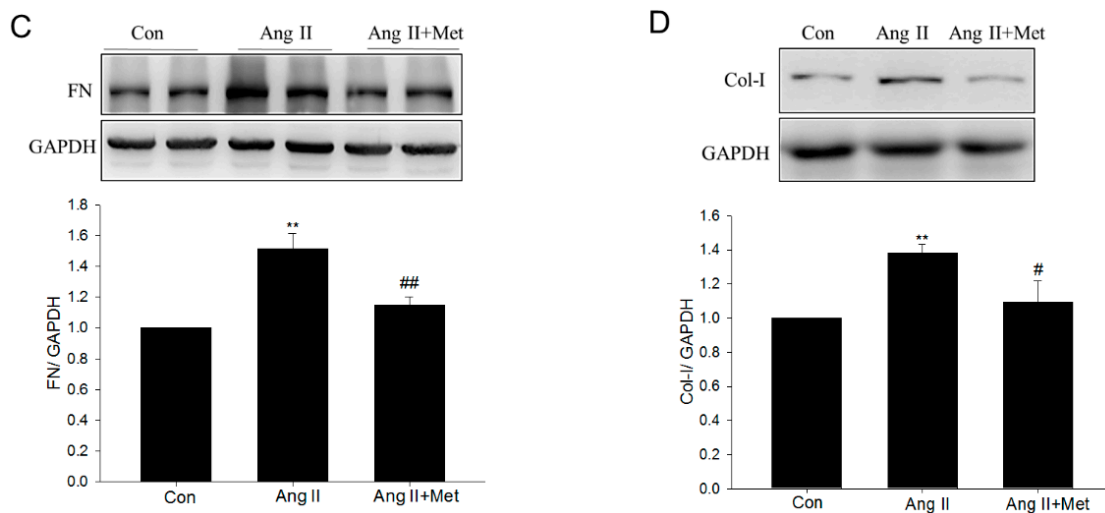 C
Con Ang II Ang II+Met
FN
GAPDH
1.8
1.6
1.4
1.2
1.0
0.8
0.6
0.4
0.2
0.0
FN/ GAPDH
**
##
Con Ang II Ang II+Met
D
Con Ang II Ang II+Met
Col-I
GAPDH
1.6
1.4
1.2
1.0
0.8
0.6
0.4
0.2
0.0
Col-I/ GAPDH
**
#
Con Ang II Ang II+Met